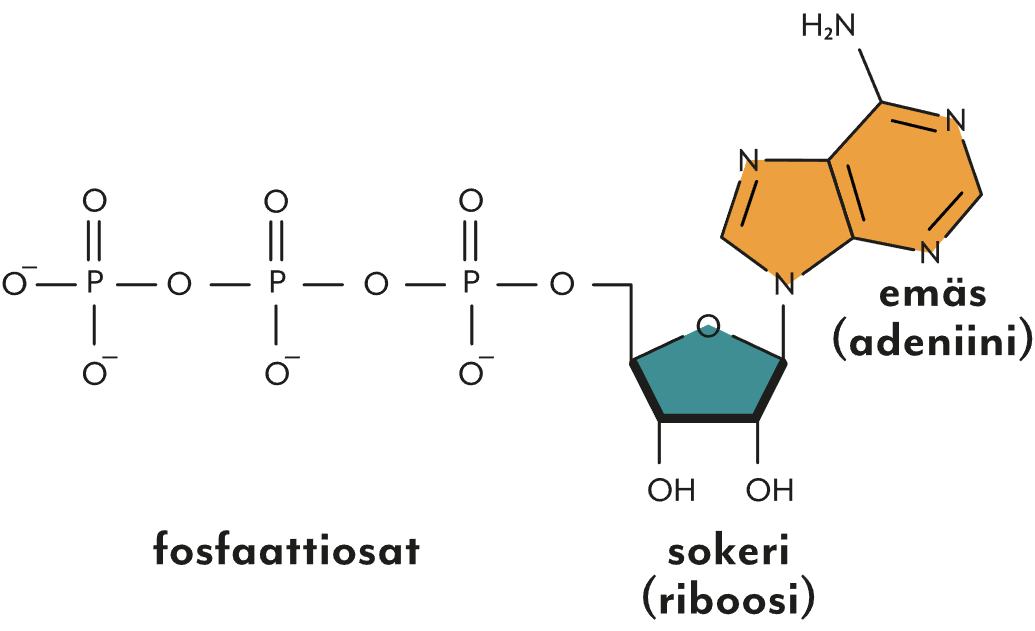 H₂N
N
N
O
O
O
N
O⁻
P
O
P
O
P
O
N
emäs
O
(adeniini)
O⁻
O⁻
O⁻
OH
OH
fosfaattiosat
sokeri
(riboosi)